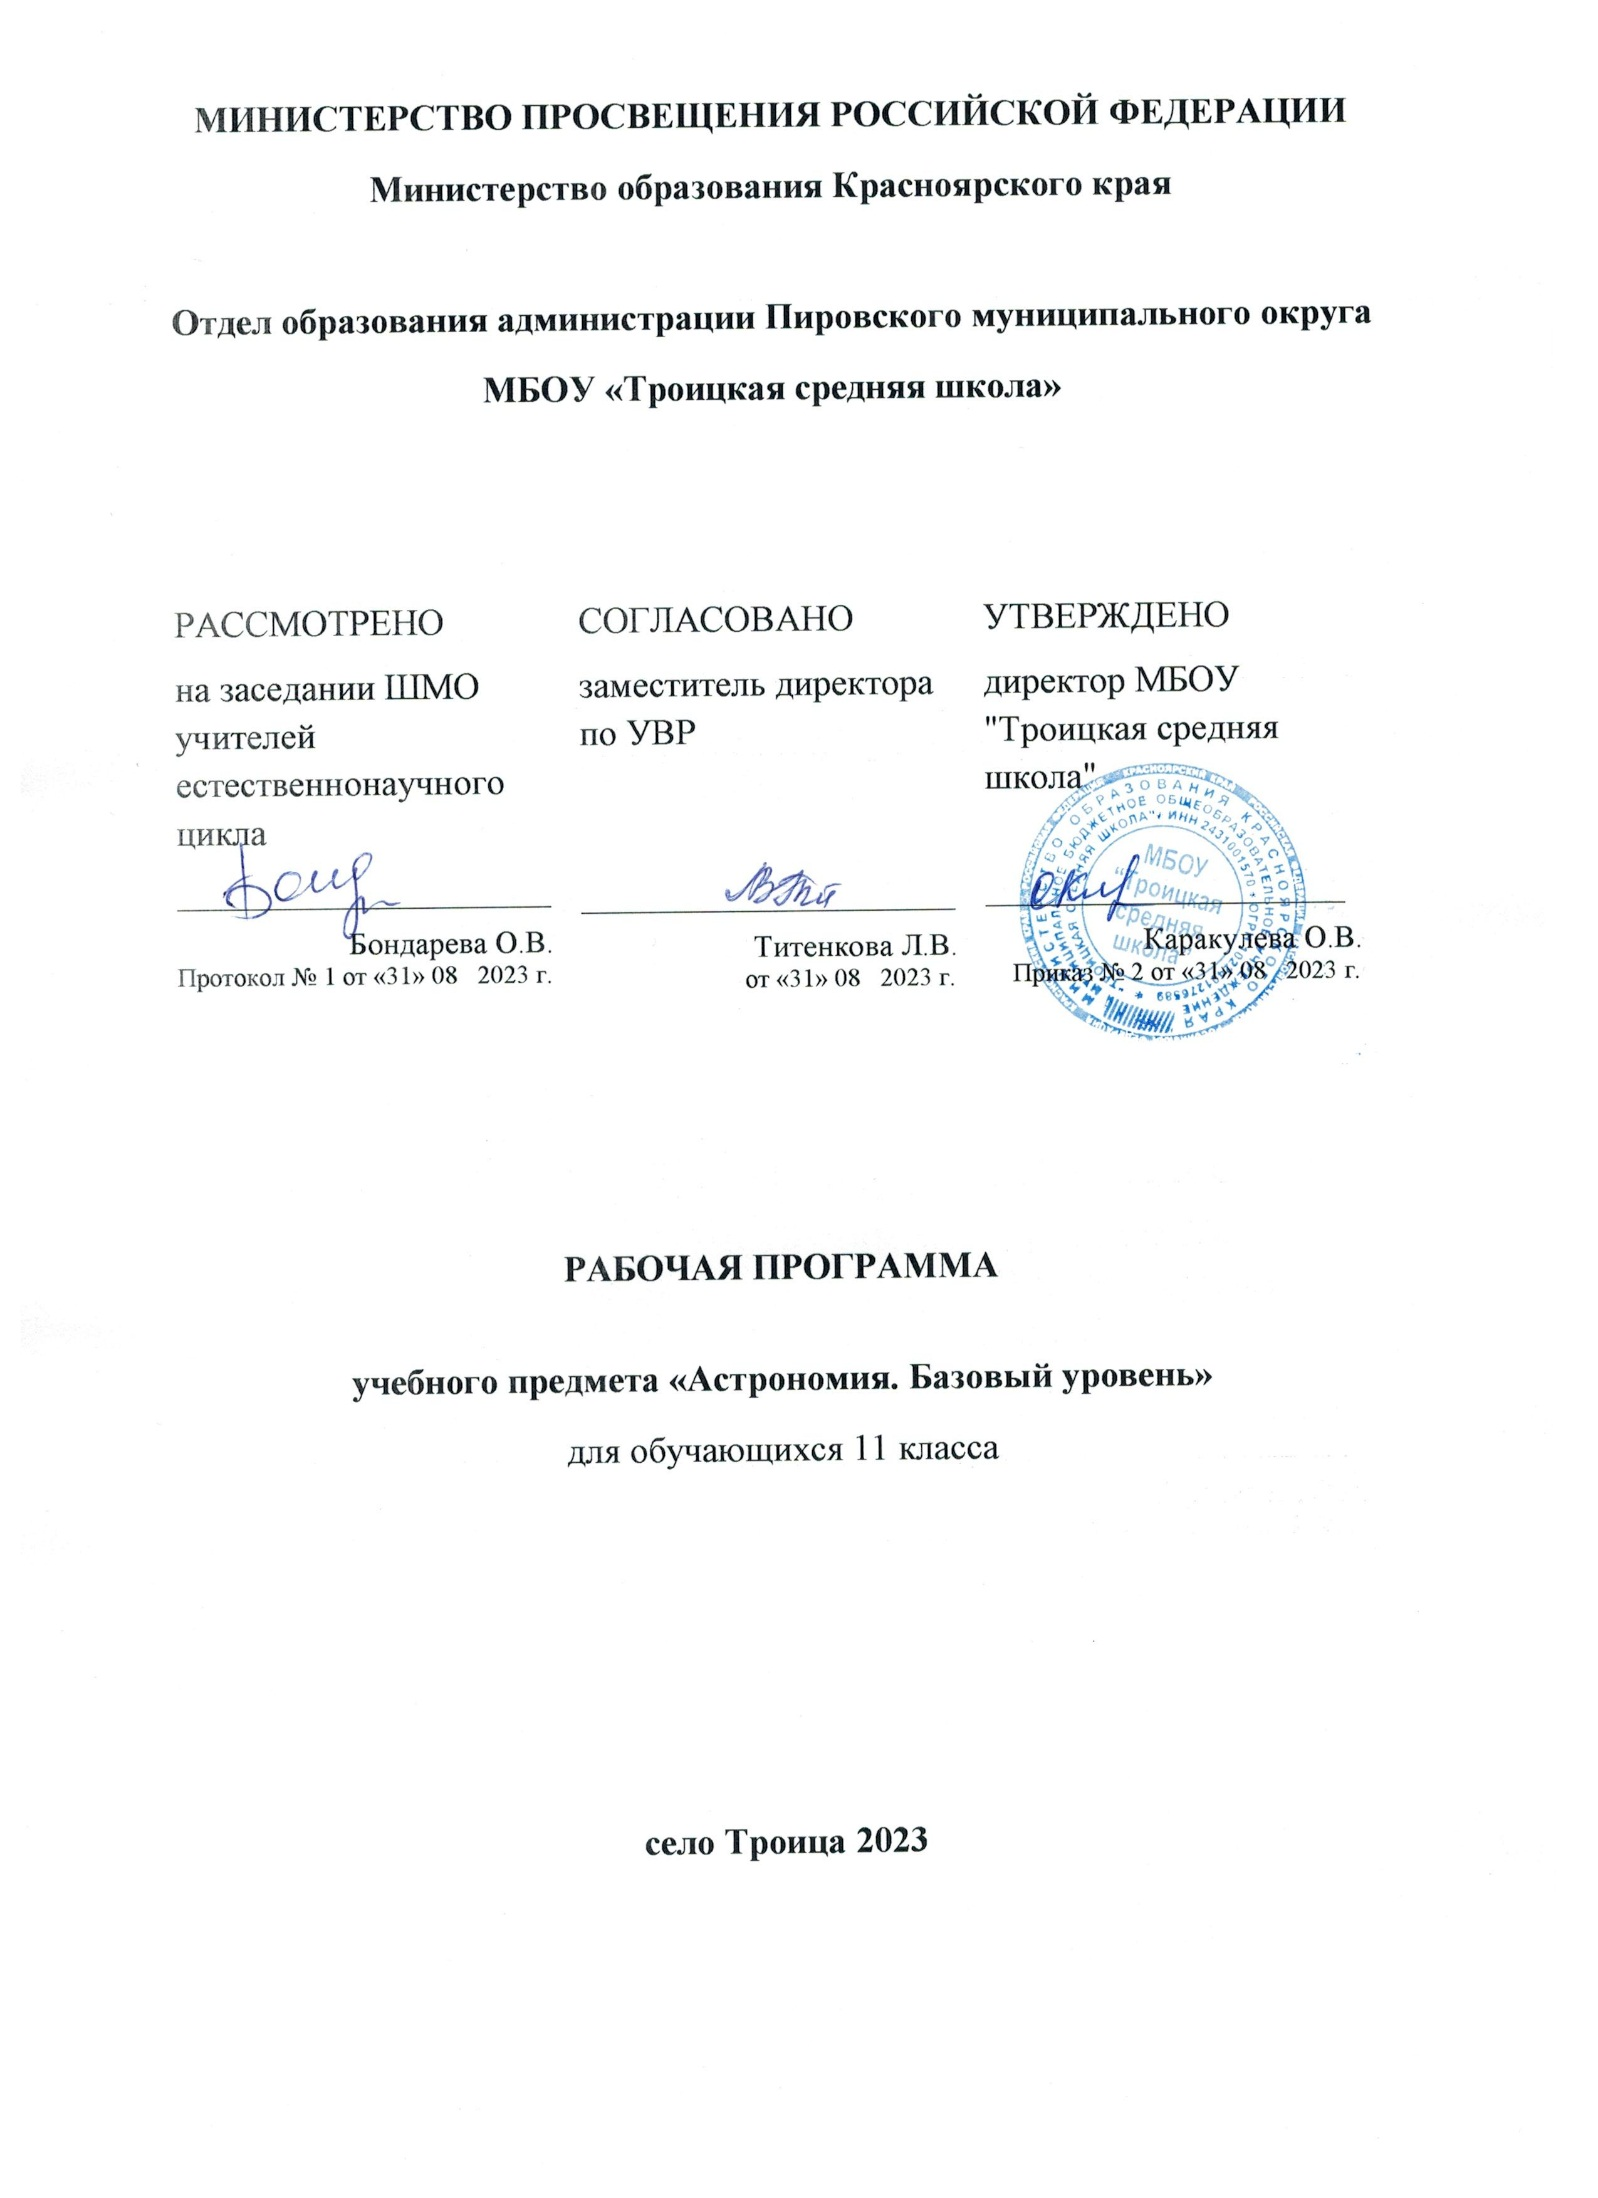 МИНИСТЕРСТВО ПРОСВЕЩЕНИЯ РОССИЙСКОЙ ФЕДЕРАЦИИ
Министерство образования Красноярского края
Отдел образования администрации Пировского муниципального округа
МБОУ «Троицкая средняя школа»
РАССМОТРЕНО
на заседании ШМО
учителей
естественнонаучного
цикла
Бондарева О.В.
Протокол № 1 от «31» 08 2023 г.
СОГЛАСОВАНО
заместитель директора
по УВР
Титенкова Л.В.
от «31» 08 2023 г.
УТВЕРЖДЕНО
директор МБОУ
"Троицкая средняя
школа"
Каракулева О.В.
Приказ № 2 от «31» 08 2023 г.
МБОУ
"Троицкая
средняя
школа"
РАБОЧАЯ ПРОГРАММА
учебного предмета «Астрономия. Базовый уровень»
для обучающихся 11 класса
село Троица 2023